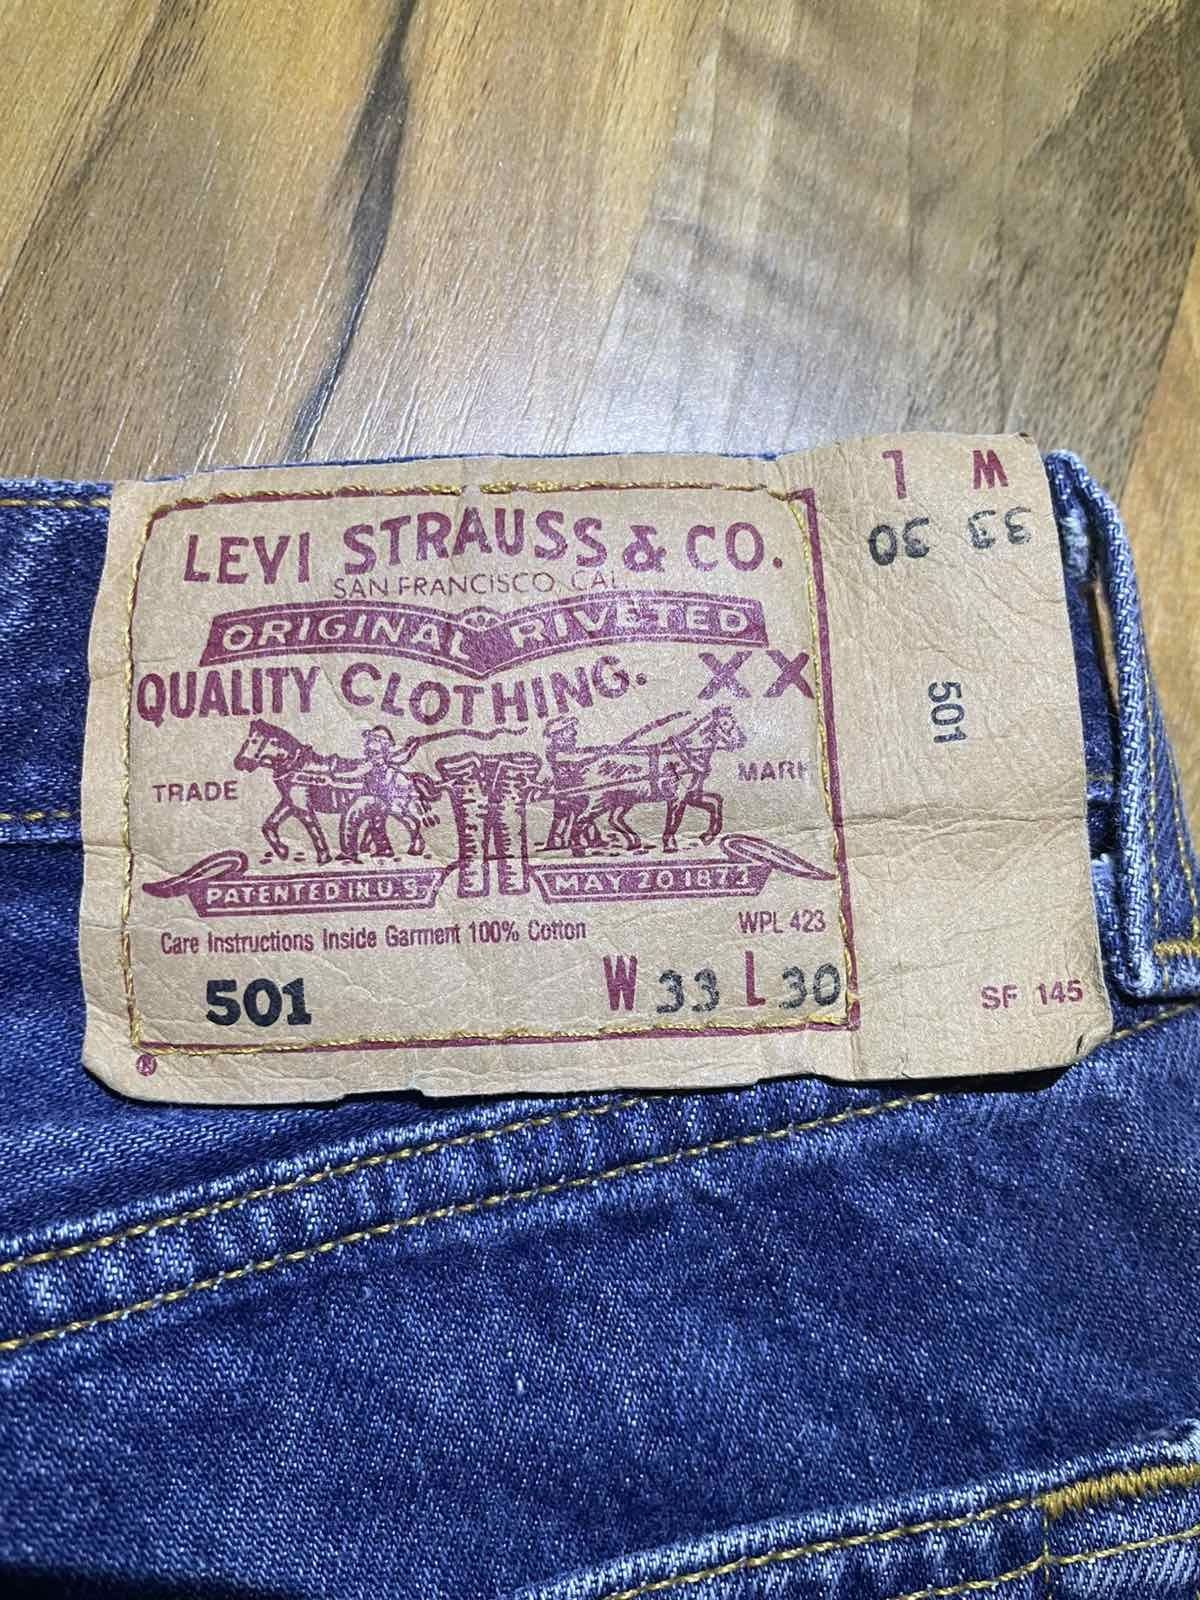 LEVI STRAUSS & CO.
SAN FRANCISCO, CAL.
ORIGINAL RIVETED
QUALITY CLOTHING. XX
TRADE MARK
PATENTED IN U.S. MAY 20 1873
Care Instructions Inside Garment 100% Cotton WPL 423
501 W 33 L 30
®
W L
33 30
501
SF 145